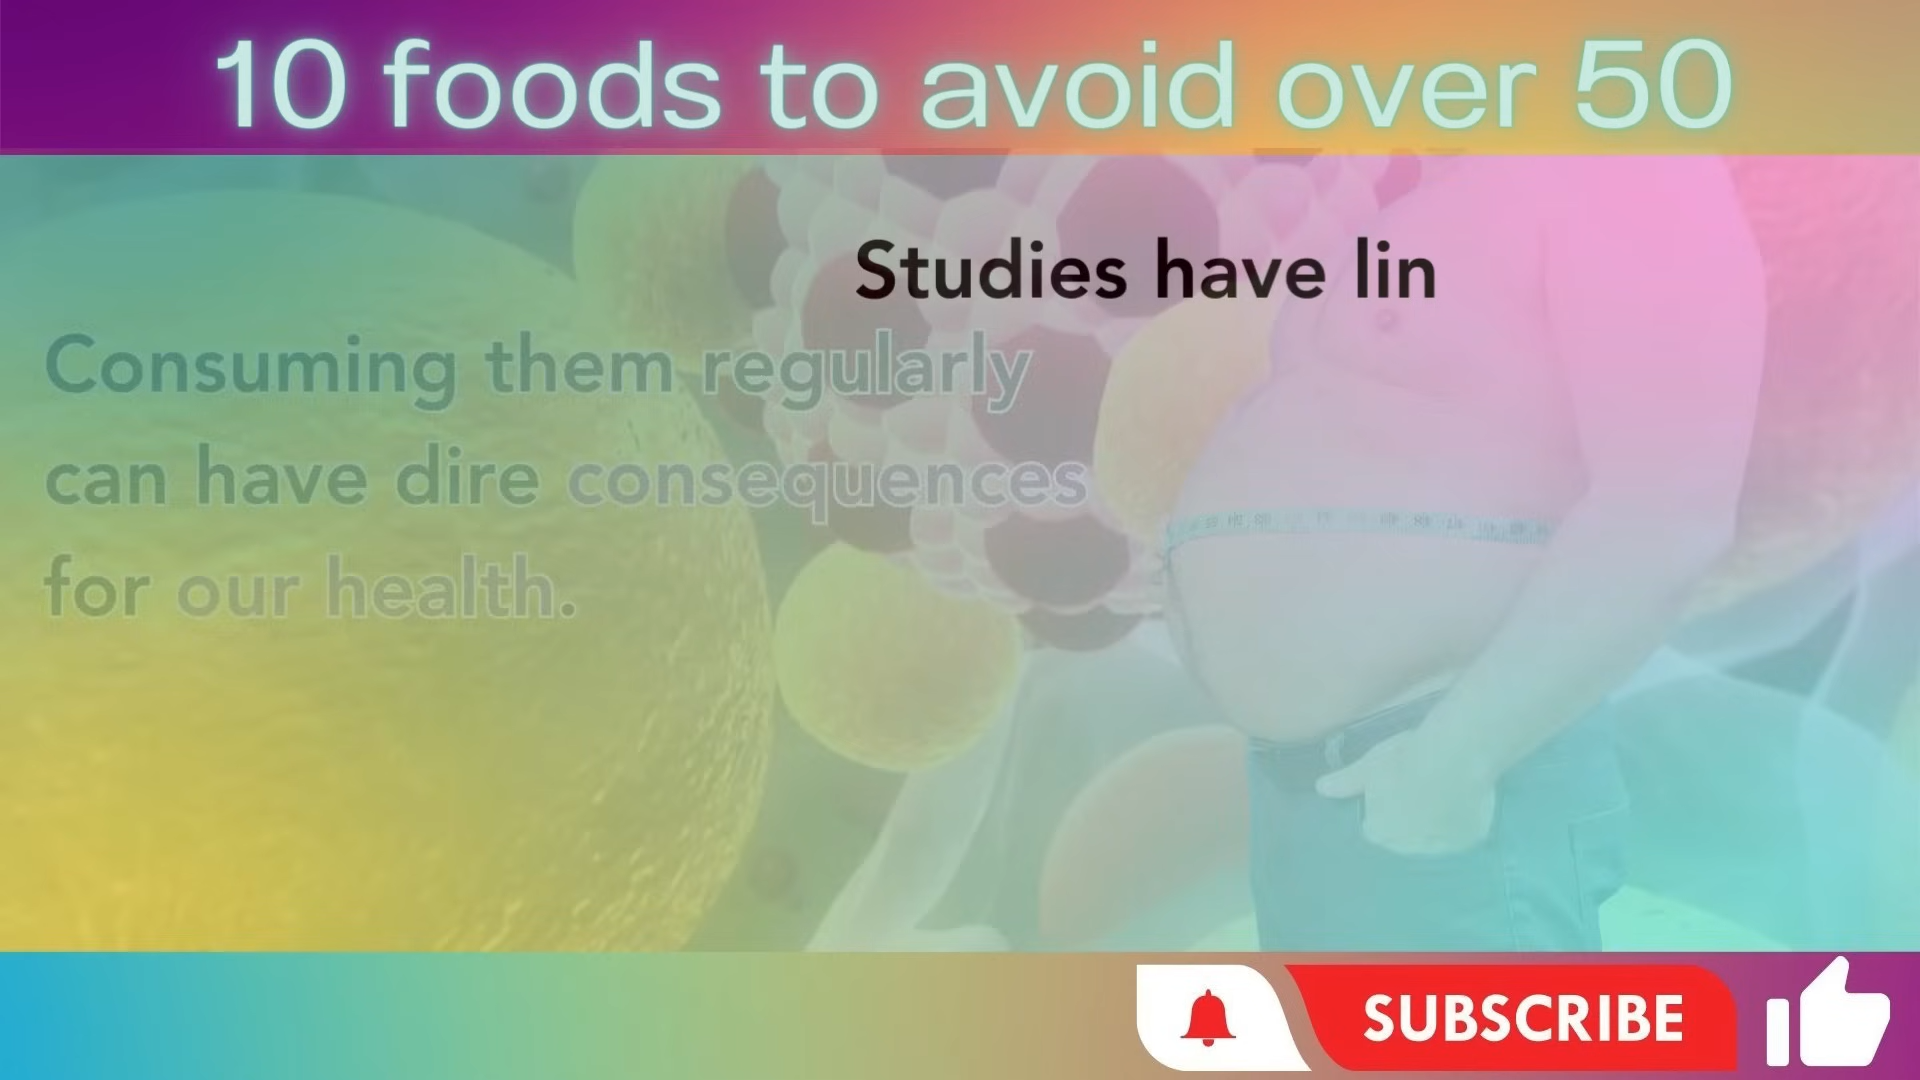 10 foods to avoid over 50
Studies have lin
Consuming them regularly
can have dire consequences
for our health.
SUBSCRIBE